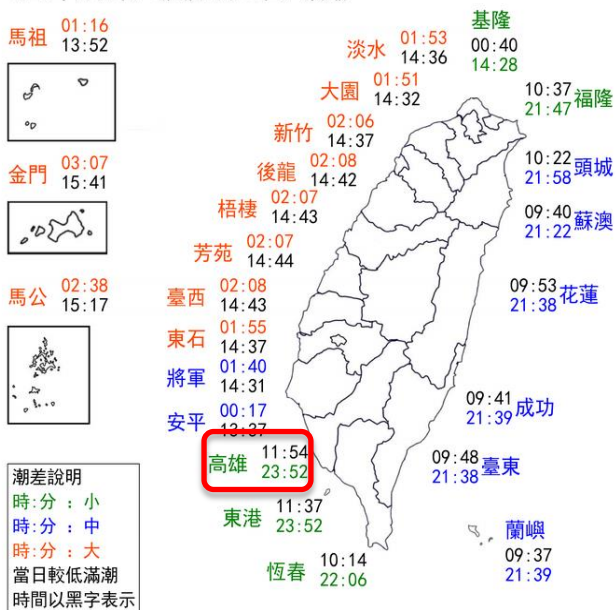 馬祖 01:16
13:52
金門 03:07
15:41
馬公 02:38
15:17
基隆
00:40
14:28
淡水 01:53
14:36
大園 01:51
14:32
新竹 02:06
14:37
後龍 02:08
14:42
梧棲 02:07
14:43
芳苑 02:07
14:44
臺西 02:08
14:43
東石 01:55
14:37
將軍 01:40
14:31
安平 00:17
13:37
高雄 11:54
23:52
東港 11:37
23:52
恆春 10:14
22:06
10:37 福隆
21:47
10:22 頭城
21:58
09:40 蘇澳
21:22
09:53 花蓮
21:38
09:41 成功
21:39
09:48 臺東
21:38
蘭嶼
09:37
21:39
潮差說明
時:分 : 小
時:分 : 中
時:分 : 大
當日較低滿潮
時間以黑字表示